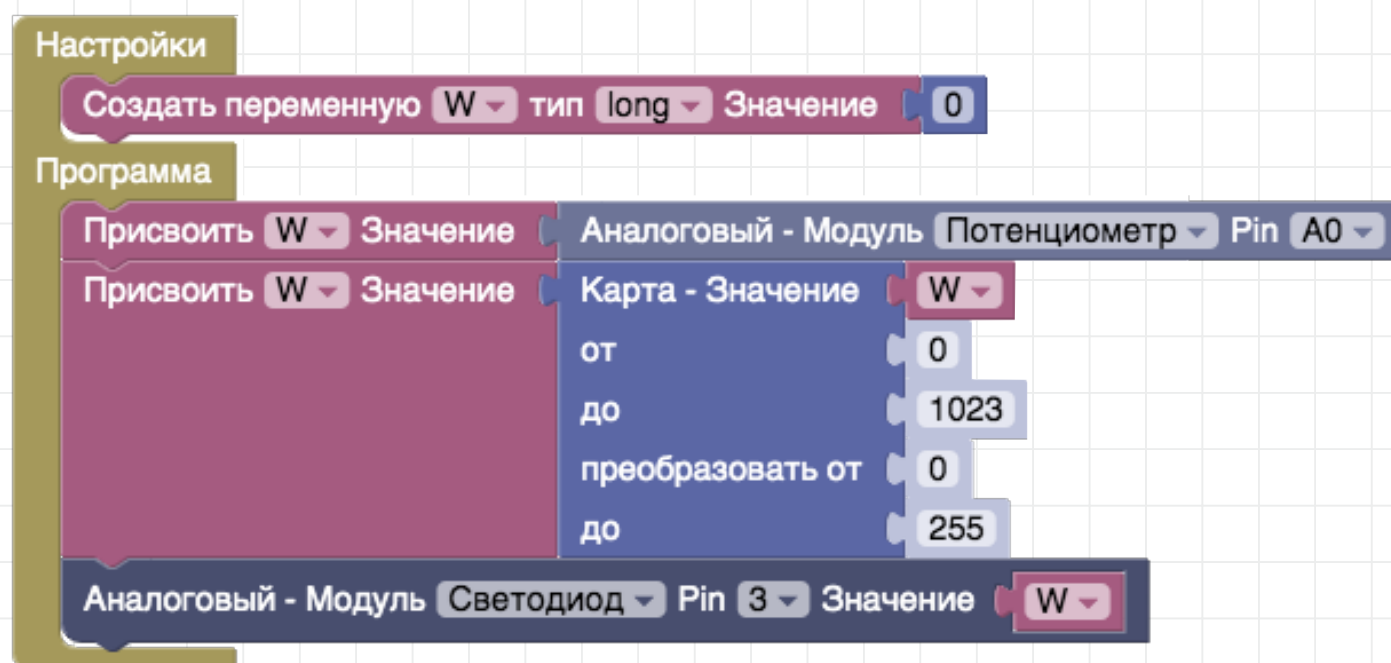 Настройки
Создать переменную W тип long Значение 0
Программа
Присвоить W Значение Аналоговый - Модуль Потенциометр Pin A0
Присвоить W Значение Карта - Значение W
от 0
до 1023
преобразовать от 0
до 255
Аналоговый - Модуль Светодиод Pin 3 Значение W